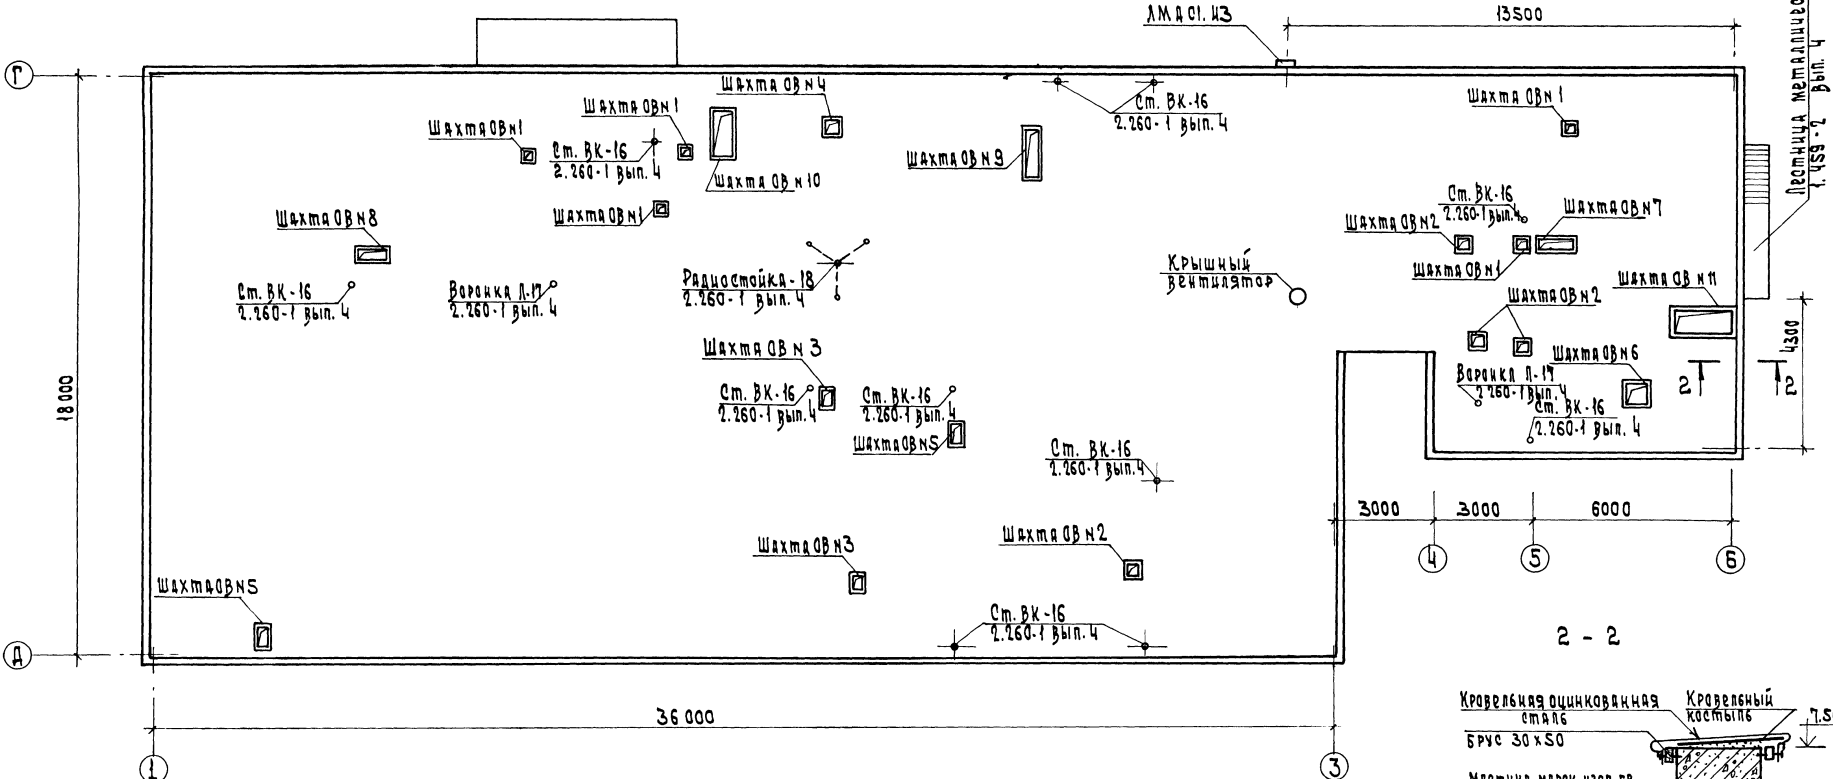 ЛМД С1. ИЗ
13500
Лестница металлическ
1.459-2 Вып. 4
Г
Шахта ОВ N4
Шахта ОВ N1
Шахта ОВ N1
Ст. ВК-16
2.260-1 Вып. 4
Шахта ОВ N10
Ст. ВК-16
2.260-1 Вып. 4
Шахта ОВ N9
Шахта ОВ N1
Шахта ОВ N1
Шахта ОВ N8
Ст. ВК-16
2.260-1 Вып. 4
Шахта ОВ N7
Шахта ОВ N2
Шахта ОВ N1
Ст. ВК-16
2.260-1 Вып. 4
Воронка Л-17
2.260-1 Вып. 4
Радиостойка-18
2.260-1 Вып. 4
Крышный
вентилятор
Шахта ОВ N11
Шахта ОВ N2
4300
Шахта ОВ N3
Шахта ОВ N6
Ст. ВК-16
2.260-1 Вып. 4
Ст. ВК-16
2.260-1 Вып. 4
Шахта ОВ N5
Воронка Л-17
2.260-1 Вып. 4
2
2
Ст. ВК-16
2.260-1 Вып. 4
18000
Ст. ВК-16
2.260-1 Вып. 4
3000
3000
6000
4
5
6
Шахта ОВ N3
Шахта ОВ N2
Шахта ОВ N5
Ст. ВК-16
2.260-1 Вып. 4
Д
2 - 2
36 000
Кровельная оцинкованная
сталь
Кровельный
костыль
Брус 30х50
7.5
1
3